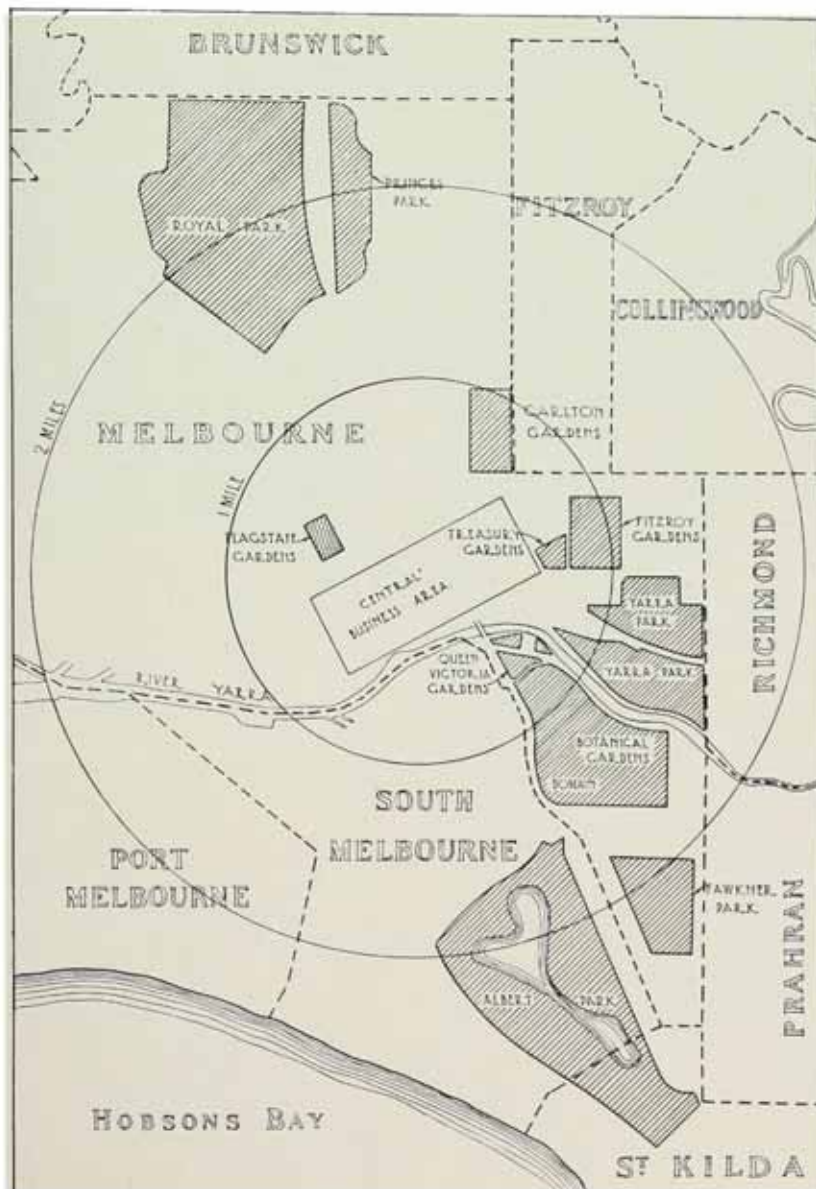 BRUNSWICK
PRINCES
PARK
ROYAL PARK
FITZROY
COLLINSWOOD
2 MILES
MELBOURNE
1 MILE
CARLTON
GARDENS
FLAGSTAFF
GARDENS
TREASURY
GARDENS
FITZROY
GARDENS
CENTRAL
BUSINESS AREA
RICHMOND
YARRA
PARK
YARRA PARK
RIVER YARRA
QUEEN
VICTORIA
GARDENS
BOTANICAL
GARDENS
DOMAIN
SOUTH
MELBOURNE
PORT
MELBOURNE
FAWKNER
PARK
PRAHRAN
ALBERT PARK
HOBSONS BAY
ST KILDA